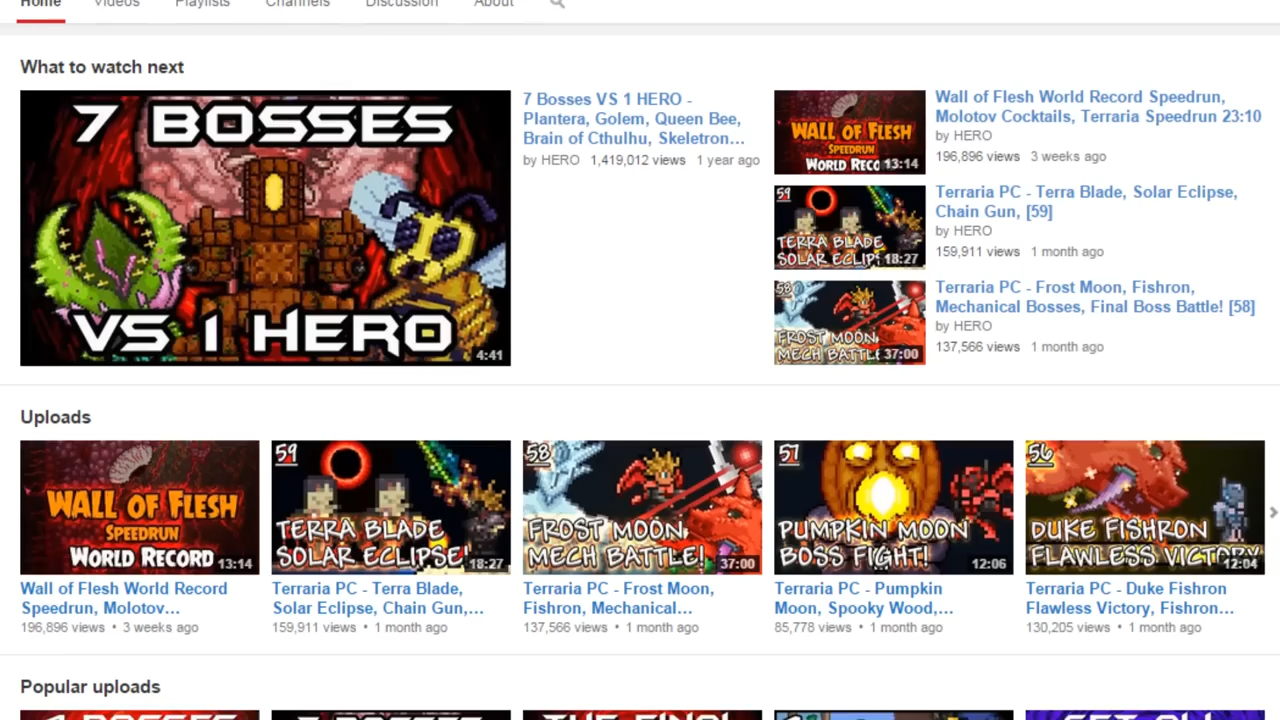 Home Videos Playlists Channels Discussion About
What to watch next
7 BOSSES
VS 1 HERO
4:41
7 Bosses VS 1 HERO -
Plantera, Golem, Queen Bee,
Brain of Cthulhu, Skeletron...
by HERO 1,419,012 views 1 year ago
WALL OF FLESH
SPEEDRUN
WORLD RECO 13:14
Wall of Flesh World Record Speedrun,
Molotov Cocktails, Terraria Speedrun 23:10
by HERO
196,896 views 3 weeks ago
59
TERRA BLADE
SOLAR ECLIPS 18:27
Terraria PC - Terra Blade, Solar Eclipse,
Chain Gun, [59]
by HERO
159,911 views 1 month ago
58
FROST MOON
MECH BATTLE 37:00
Terraria PC - Frost Moon, Fishron,
Mechanical Bosses, Final Boss Battle! [58]
by HERO
137,566 views 1 month ago
Uploads
WALL OF FLESH
SPEEDRUN
WORLD RECORD 13:14
Wall of Flesh World Record
Speedrun, Molotov...
196,896 views • 3 weeks ago
59
TERRA BLADE
SOLAR ECLIPSE! 18:27
Terraria PC - Terra Blade,
Solar Eclipse, Chain Gun,...
159,911 views • 1 month ago
58
FROST MOON
MECH BATTLE! 37:00
Terraria PC - Frost Moon,
Fishron, Mechanical...
137,566 views • 1 month ago
57
PUMPKIN MOON
BOSS FIGHT! 12:06
Terraria PC - Pumpkin
Moon, Spooky Wood,...
85,778 views • 1 month ago
56
DUKE FISHRON
FLAWLESS VICTORY 12:04
Terraria PC - Duke Fishron
Flawless Victory, Fishron...
130,205 views • 1 month ago
Popular uploads